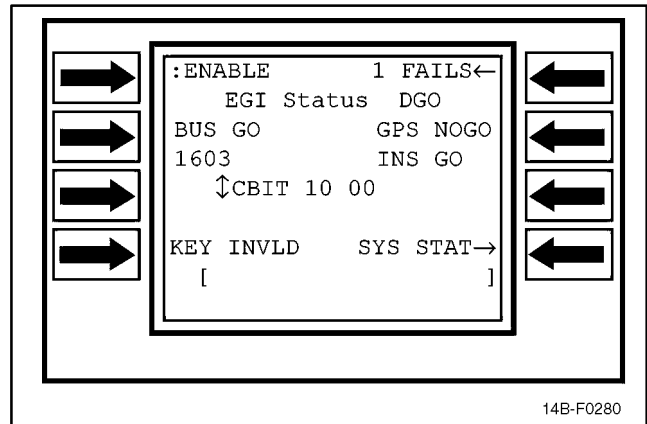 :ENABLE 1 FAILS←
EGI Status DGO
BUS GO GPS NOGO
1603 INS GO
↕CBIT 10 00
KEY INVLD SYS STAT→
[ ]
14B-F0280